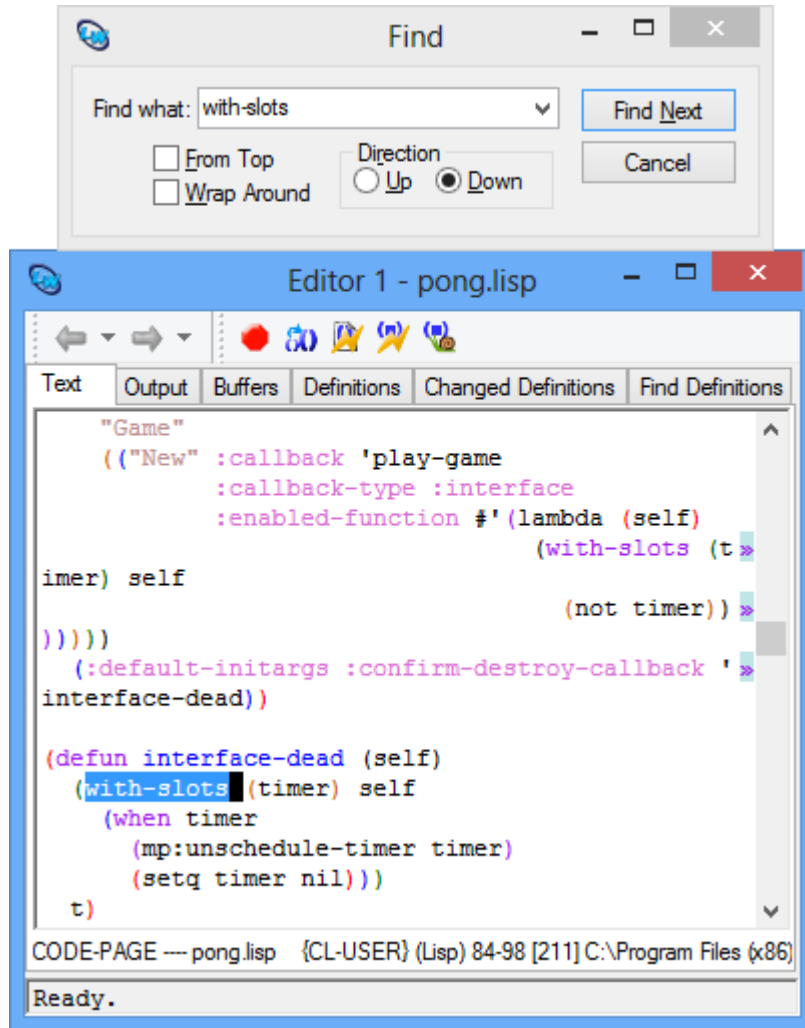 Find
Find what: with-slots Find Next
From Top Direction Cancel
Wrap Around Up Down
Editor 1 - pong.lisp
Text Output Buffers Definitions Changed Definitions Find Definitions
"Game"
(("New" :callback 'play-game
:callback-type :interface
:enabled-function #'(lambda (self)
(with-slots (t»
imer) self
(not timer))»
)))))
(:default-initargs :confirm-destroy-callback '»
interface-dead))
(defun interface-dead (self)
(with-slots (timer) self
(when timer
(mp:unschedule-timer timer)
(setq timer nil)))
t)
CODE-PAGE ---- pong.lisp {CL-USER} (Lisp) 84-98 [211] C:\Program Files (x86)
Ready.